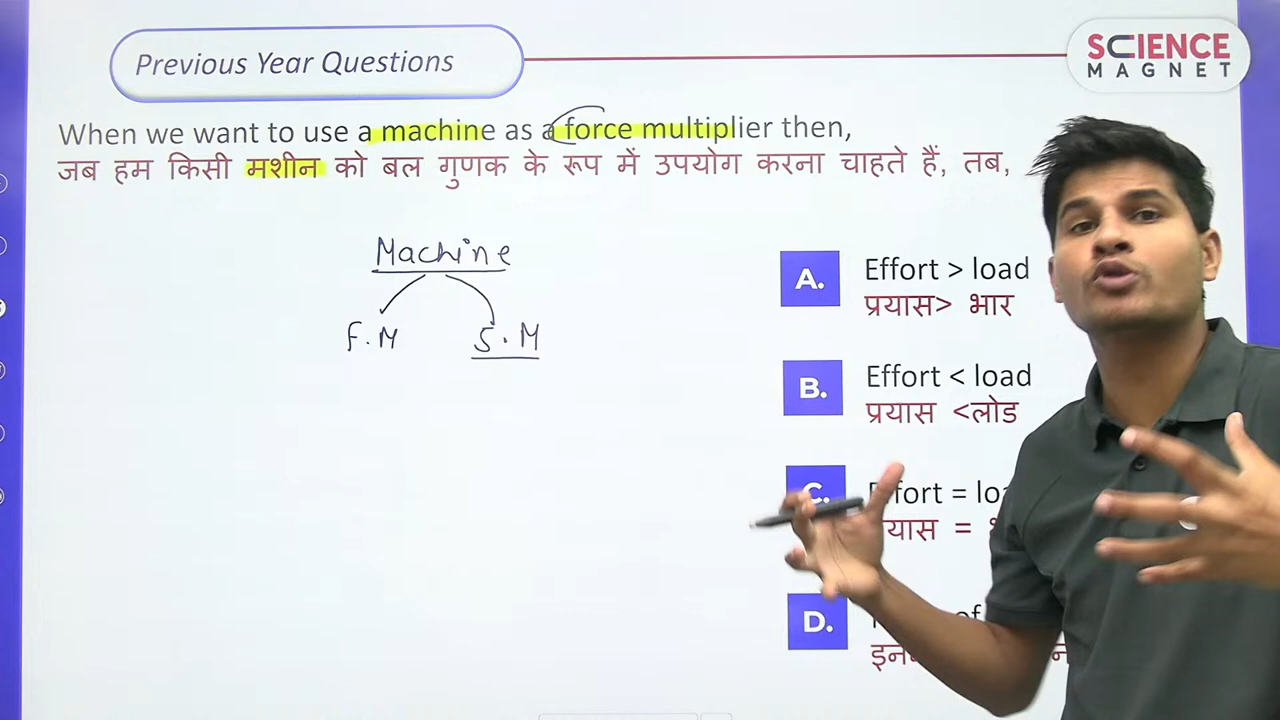 Previous Year Questions
SCIENCE
MAGNET
When we want to use a machine as a force multiplier then,
जब हम किसी मशीन को बल गुणक के रूप में उपयोग करना चाहते हैं, तब,
Machine
F.M
S.M
A.
Effort > load
प्रयास> भार
B.
Effort < load
प्रयास <लोड
C.
= 
=
D.